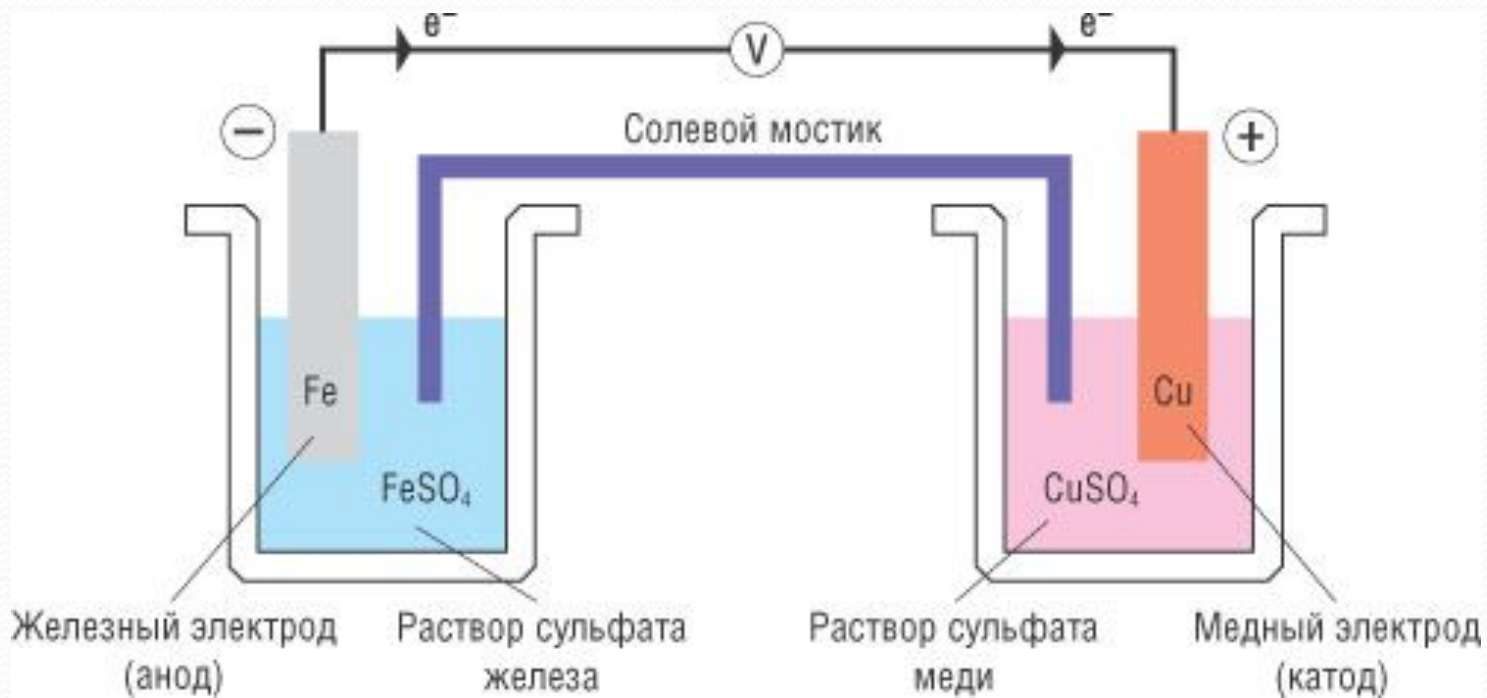 e⁻ e⁻
V
− Солевой мостик +
Fe Cu
FeSO₄ CuSO₄
Железный электрод Раствор сульфата Раствор сульфата Медный электрод
(анод) железа меди (катод)